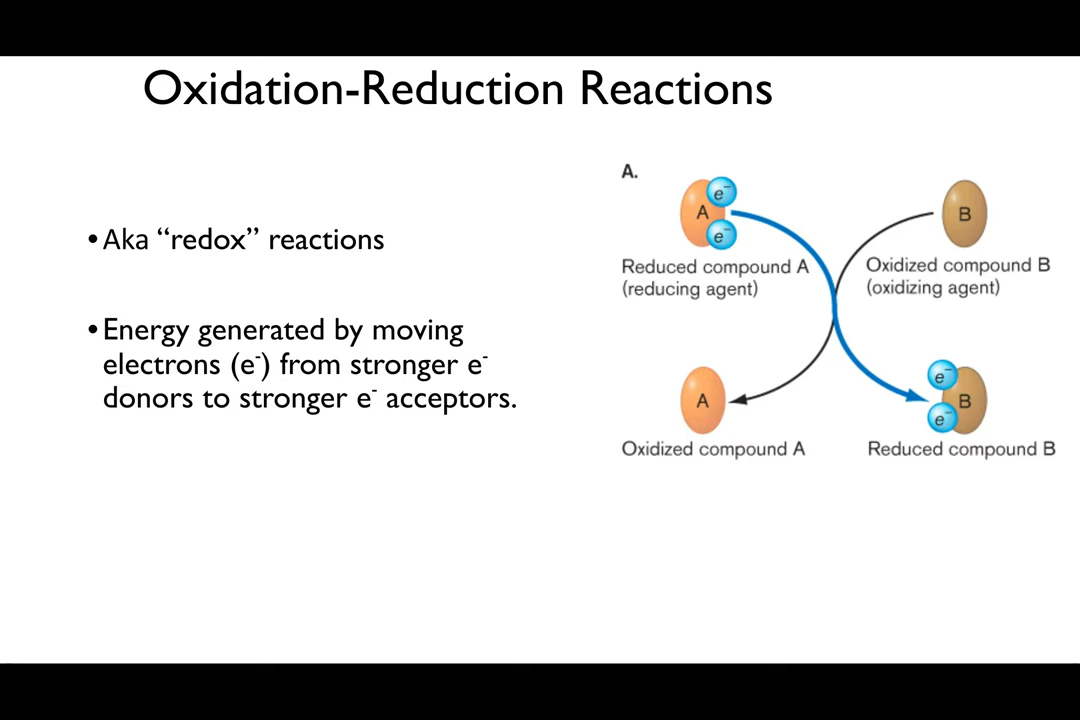 Oxidation-Reduction Reactions
•Aka “redox” reactions
•Energy generated by moving
electrons (e⁻) from stronger e⁻
donors to stronger e⁻ acceptors.
A.
A e⁻ e⁻
B
Reduced compound A
(reducing agent)
Oxidized compound B
(oxidizing agent)
A
e⁻ e⁻ B
Oxidized compound A
Reduced compound B